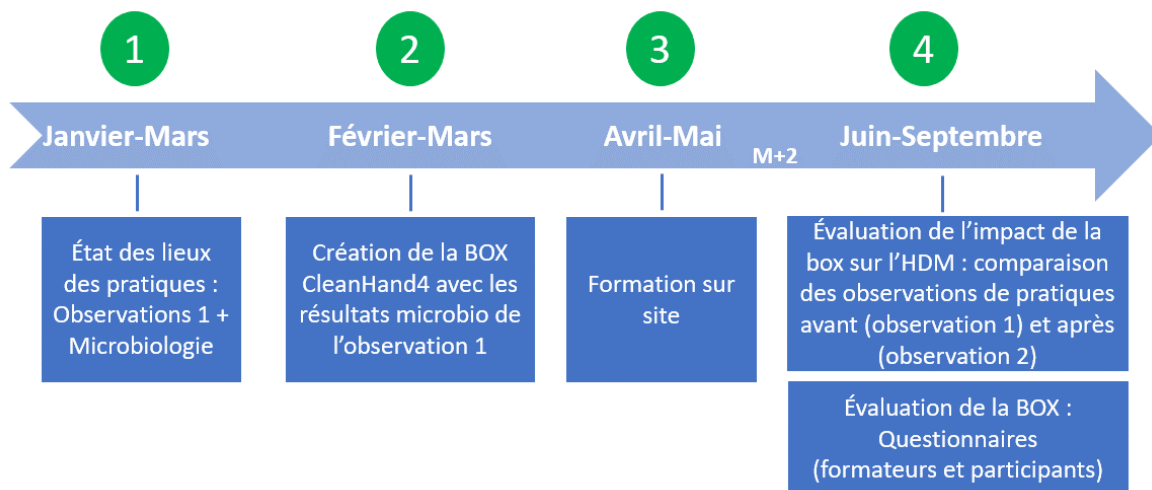 1
2
3
4
Janvier-Mars
Février-Mars
Avril-Mai
M+2
Juin-Septembre
État des lieux
des pratiques :
Observations 1 +
Microbiologie
Création de la BOX
CleanHand4 avec les
résultats microbio de
l'observation 1
Formation sur
site
Évaluation de l'impact de la
box sur l'HDM : comparaison
des observations de pratiques
avant (observation 1) et après
(observation 2)
Évaluation de la BOX :
Questionnaires
(formateurs et participants)